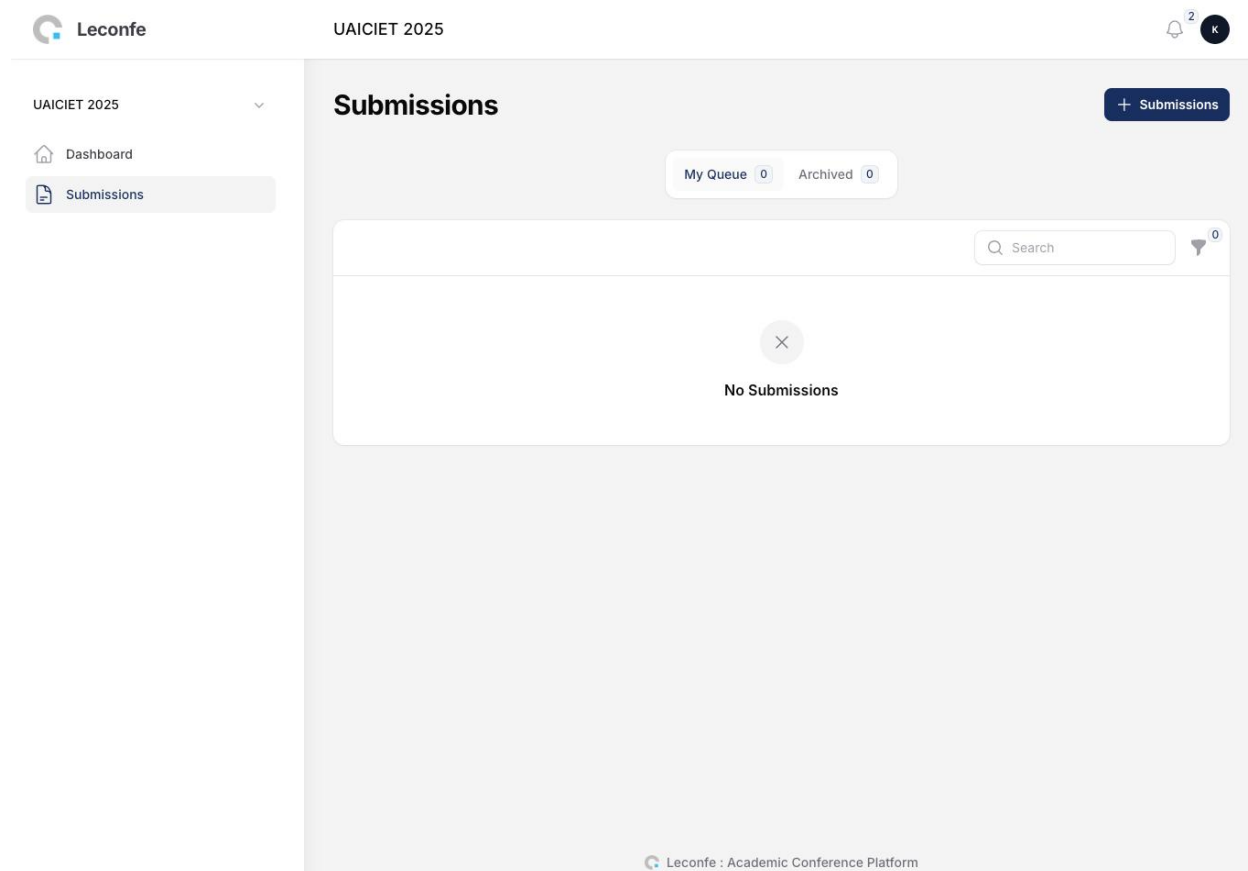 Leconfe
UAICIET 2025
2
K
UAICIET 2025
Dashboard
Submissions
Submissions
Submissions
My Queue 0
Archived 0
Search
0
No Submissions
Leconfe : Academic Conference Platform